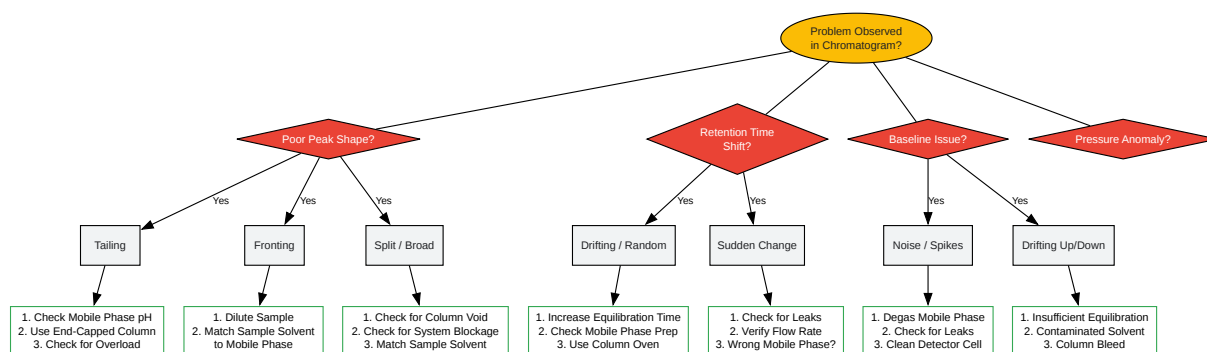 Problem Observed
in Chromatogram?
Poor Peak Shape?
Retention Time
Shift?
Baseline Issue?
Pressure Anomaly?
Yes
Yes
Yes
Yes
Yes
Yes
Yes
Tailing
Fronting
Split / Broad
Drifting / Random
Sudden Change
Noise / Spikes
Drifting Up/Down
1. Check Mobile Phase pH
2. Use End-Capped Column
3. Check for Overload
1. Dilute Sample
2. Match Sample Solvent
to Mobile Phase
1. Check for Column Void
2. Check for System Blockage
3. Match Sample Solvent
1. Increase Equilibration Time
2. Check Mobile Phase Prep
3. Use Column Oven
1. Check for Leaks
2. Verify Flow Rate
3. Wrong Mobile Phase?
1. Degas Mobile Phase
2. Check for Leaks
3. Clean Detector Cell
1. Insufficient Equilibration
2. Contaminated Solvent
3. Column Bleed